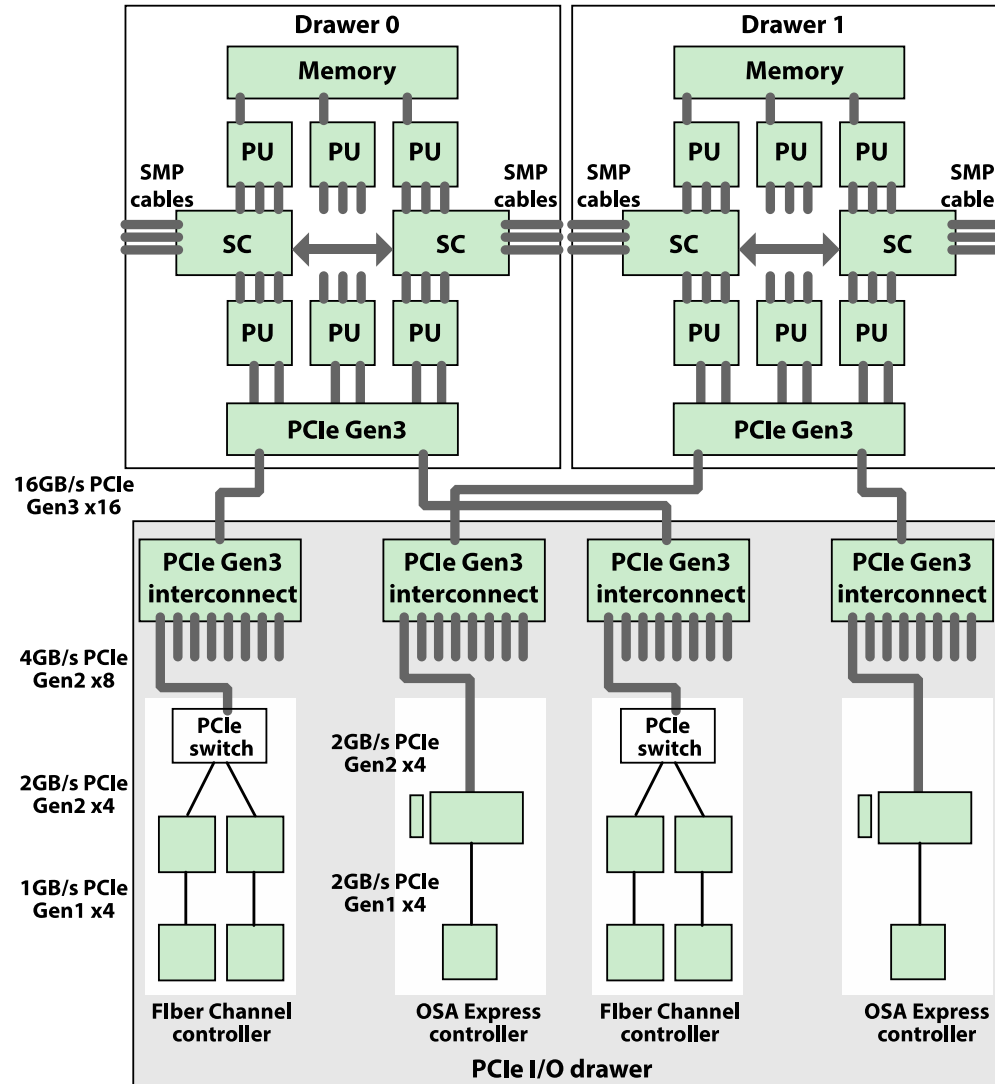 Drawer 0
Memory
PU
PU
PU
SMP
cables
SMP
cables
SC
SC
PU
PU
PU
PCIe Gen3
Drawer 1
Memory
PU
PU
PU
SMP
cables
SMP
cables
SC
SC
PU
PU
PU
PCIe Gen3
16GB/s PCIe
Gen3 x16
PCIe Gen3
interconnect
PCIe Gen3
interconnect
PCIe Gen3
interconnect
PCIe Gen3
interconnect
4GB/s PCIe
Gen2 x8
PCIe
switch
2GB/s PCIe
Gen2 x4
PCIe
switch
2GB/s PCIe
Gen2 x4
1GB/s PCIe
Gen1 x4
2GB/s PCIe
Gen1 x4
FIber Channel
controller
OSA Express
controller
FIber Channel
controller
OSA Express
controller
PCIe I/O drawer